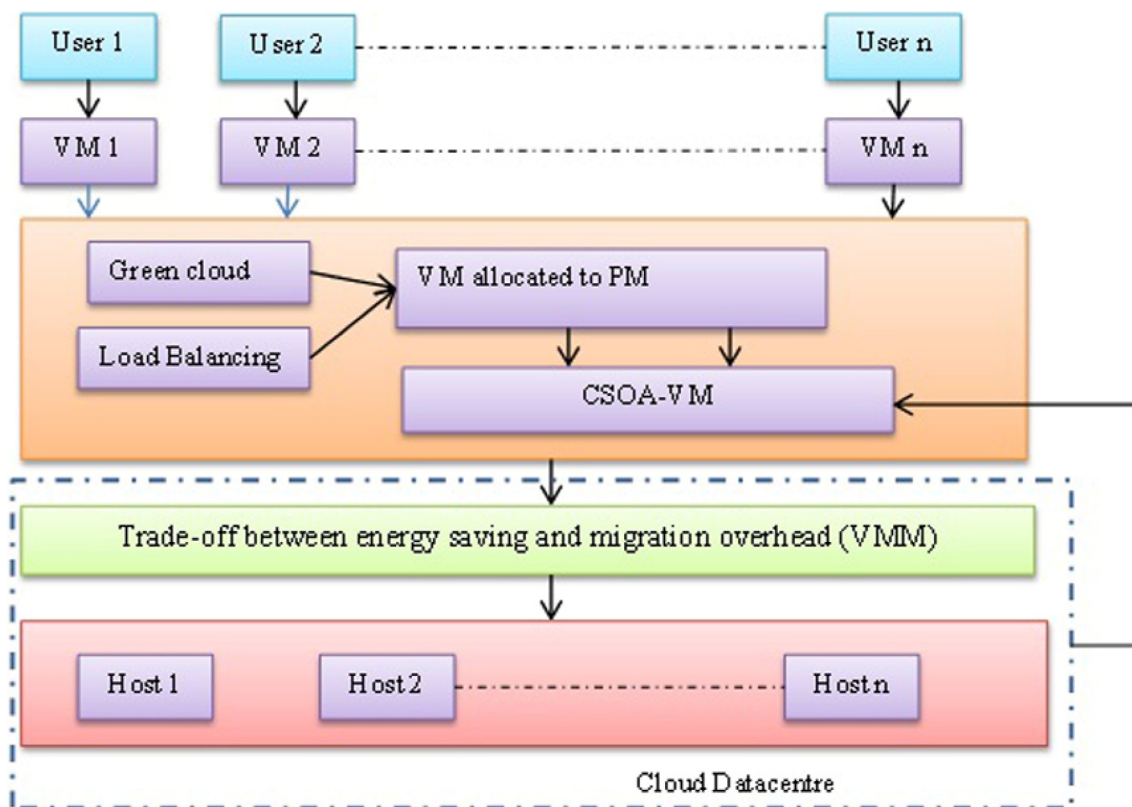 User 1
User 2
User n
VM 1
VM 2
VM n
Green cloud
VM allocated to PM
Load Balancing
CSOA-VM
Trade-off between energy saving and migration overhead (VMM)
Host 1
Host 2
Host n
Cloud Datacentre